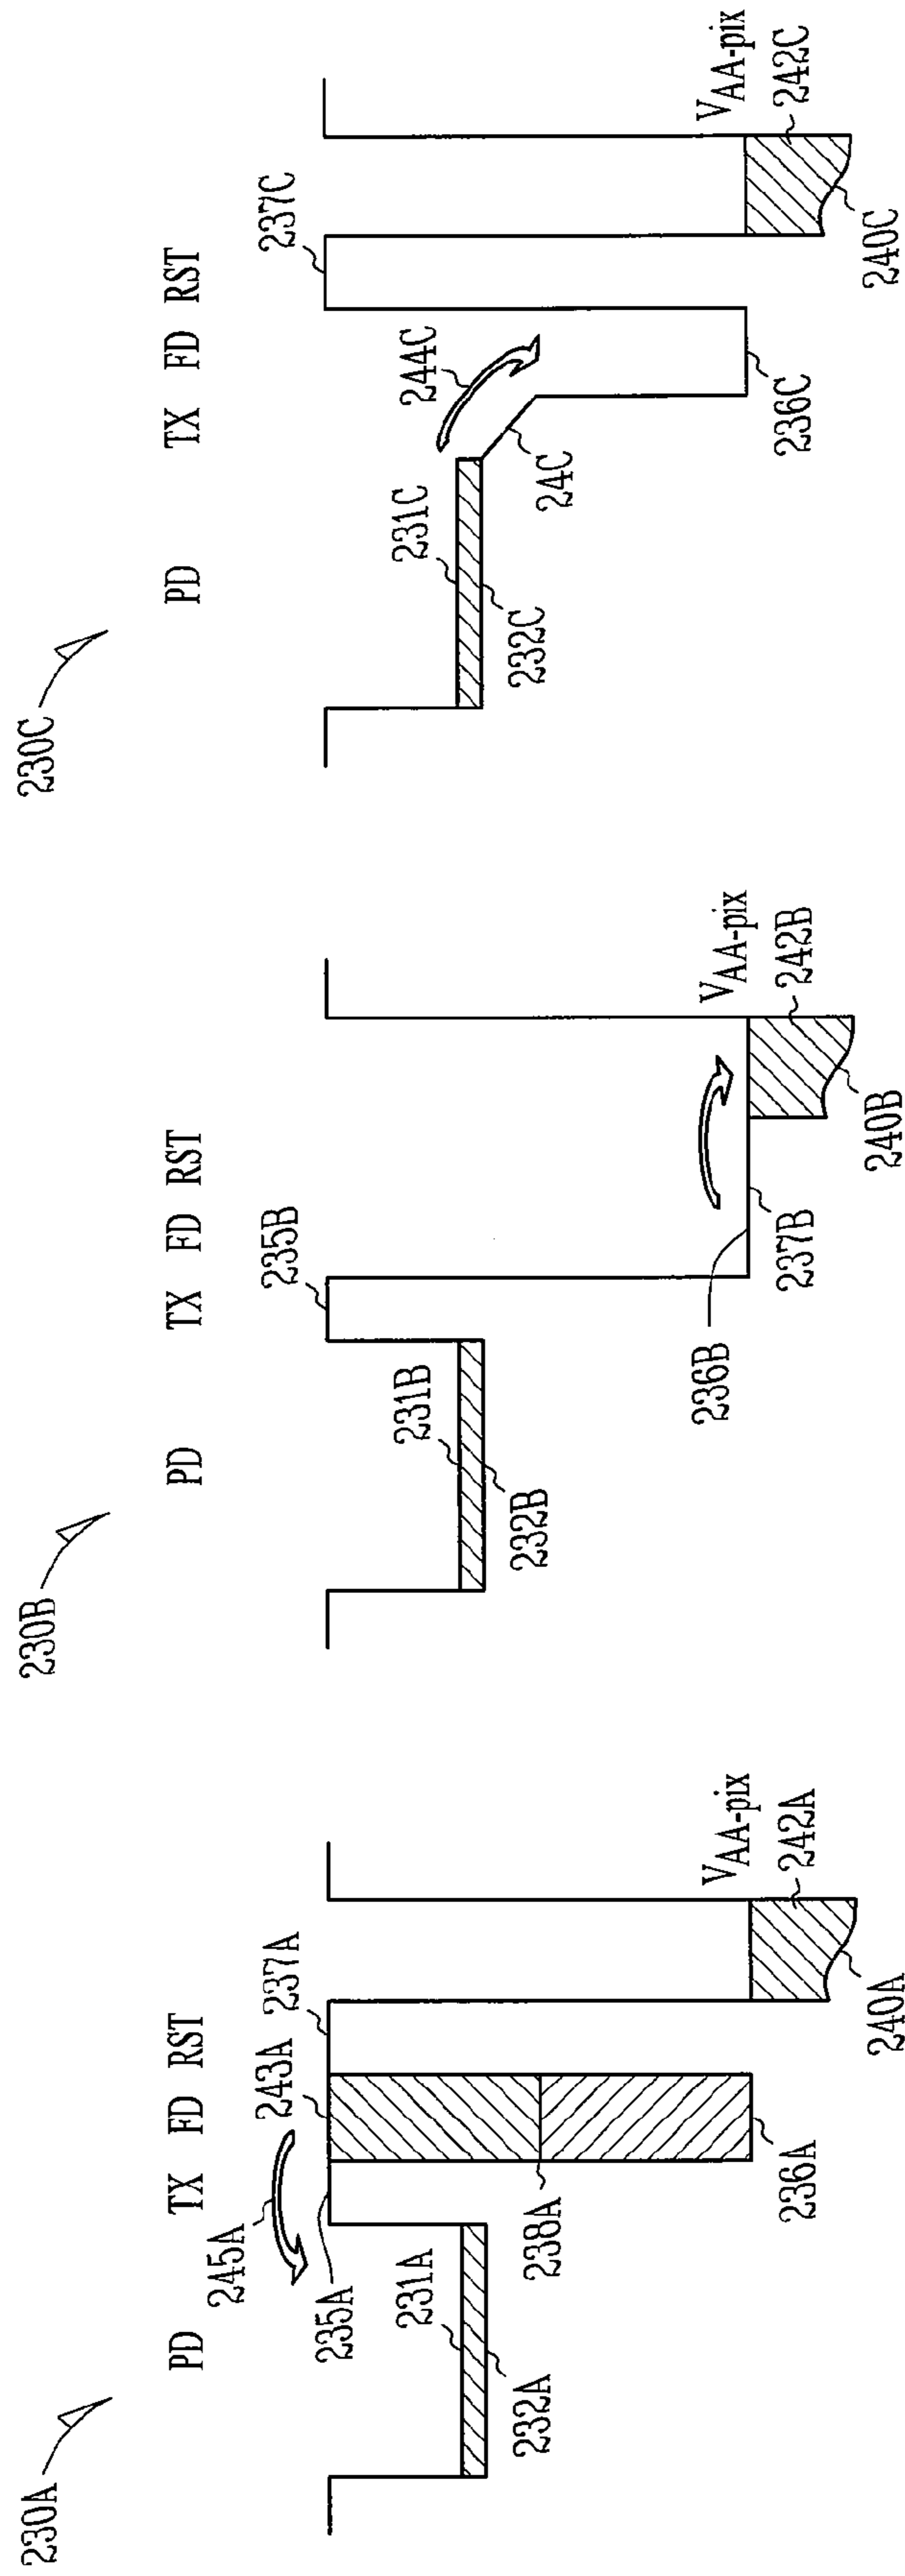 230A
PD TX FD RST
245A
243A
237A
235A
231A
232A
238A
236A
VAA-pix
242A
240A
230B
PD TX FD RST
235B
231B
232B
236B
237B
VAA-pix
242B
240B
230C
PD TX FD RST
237C
244C
231C
232C
24C
236C
VAA-pix
242C
240C